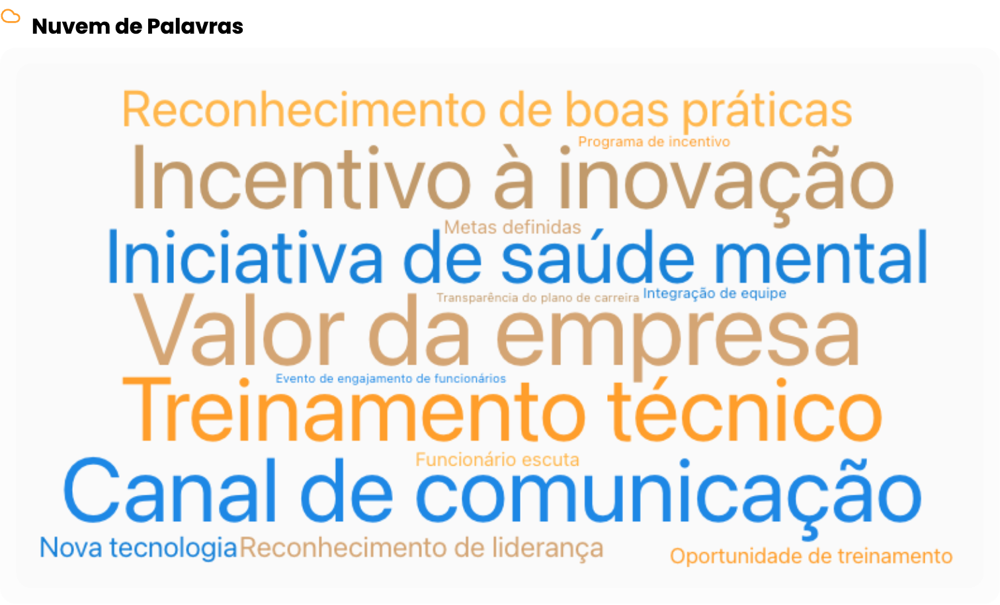 Nuvem de Palavras
Reconhecimento de boas práticas
Programa de incentivo
Incentivo à inovação
Metas definidas
Iniciativa de saúde mental
Transparência do plano de carreira
Integração de equipe
Valor da empresa
Evento de engajamento de funcionários
Treinamento técnico
Funcionário escuta
Canal de comunicação
Nova tecnologia
Reconhecimento de liderança
Oportunidade de treinamento